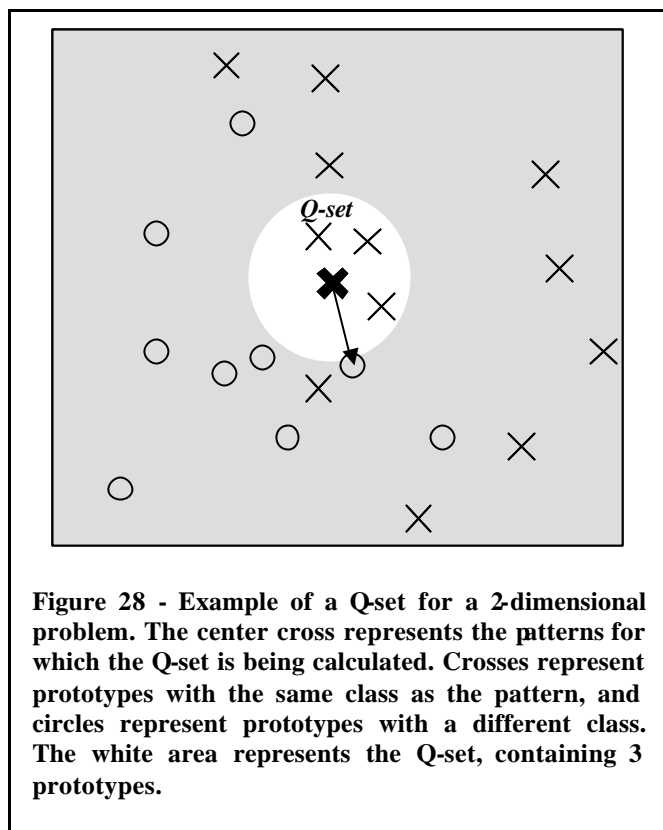 Q-set
Figure 28 - Example of a Q-set for a 2-dimensional
problem. The center cross represents the patterns for
which the Q-set is being calculated. Crosses represent
prototypes with the same class as the pattern, and
circles represent prototypes with a different class.
The white area represents the Q-set, containing 3
prototypes.